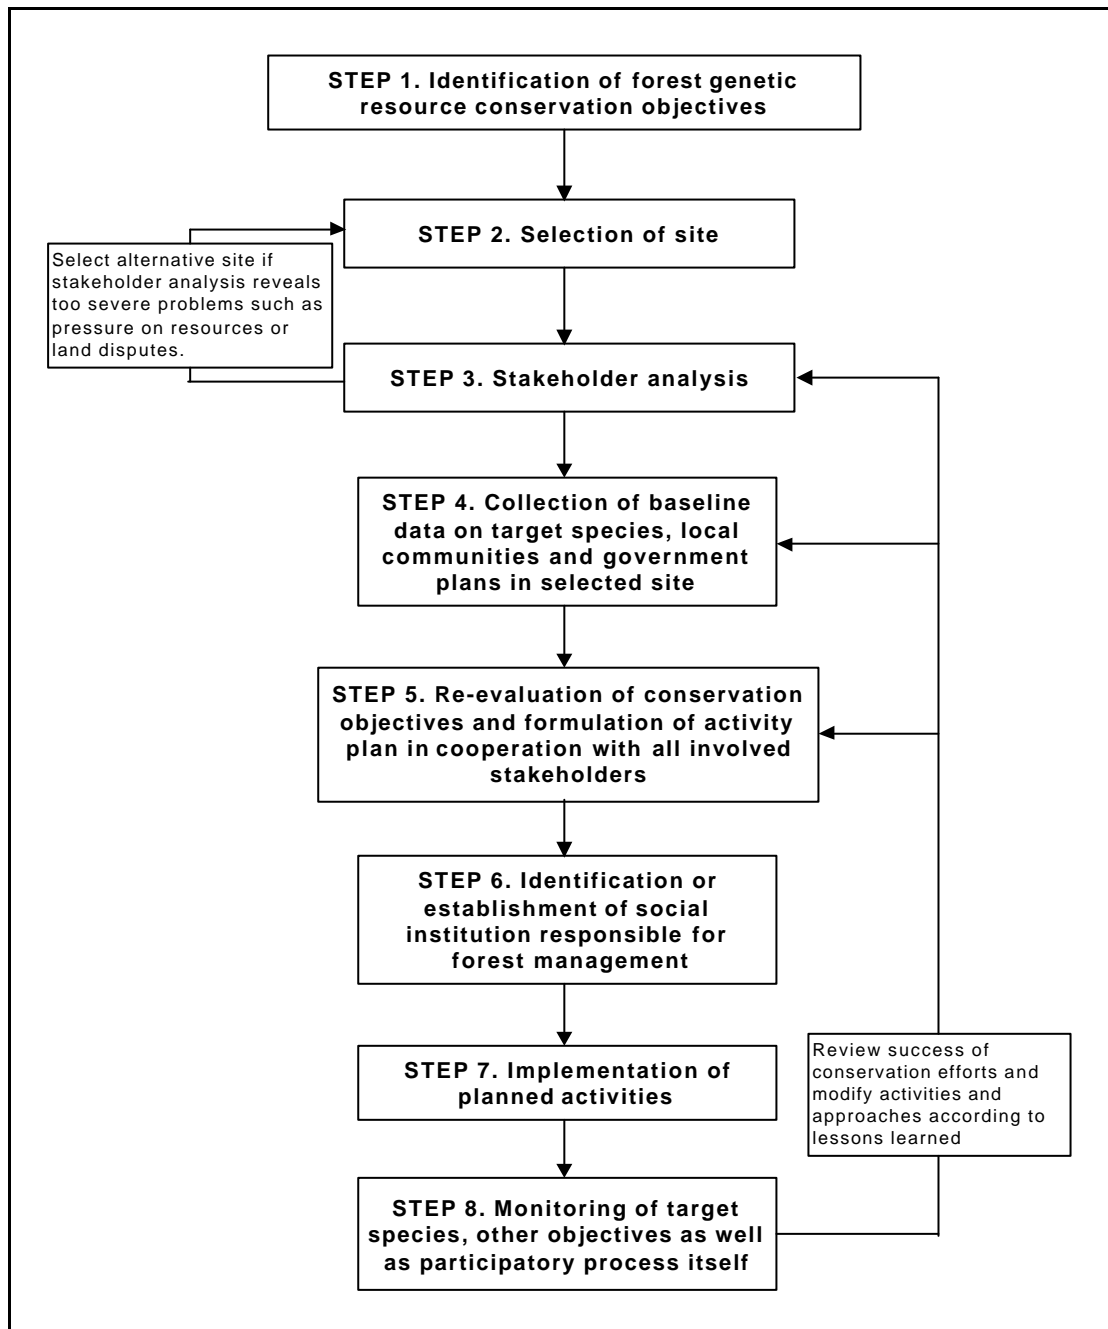 STEP 1. Identification of forest genetic
resource conservation objectives
STEP 2. Selection of site
Select alternative site if
stakeholder analysis reveals
too severe problems such as
pressure on resources or
land disputes.
STEP 3. Stakeholder analysis
STEP 4. Collection of baseline
data on target species, local
communities and government
plans in selected site
STEP 5. Re-evaluation of conservation
objectives and formulation of activity
plan in cooperation with all involved
stakeholders
STEP 6. Identification or
establishment of social
institution responsible for
forest management
STEP 7. Implementation of
planned activities
Review success of
conservation efforts and
modify activities and
approaches according to
lessons learned
STEP 8. Monitoring of target
species, other objectives as well
as participatory process itself